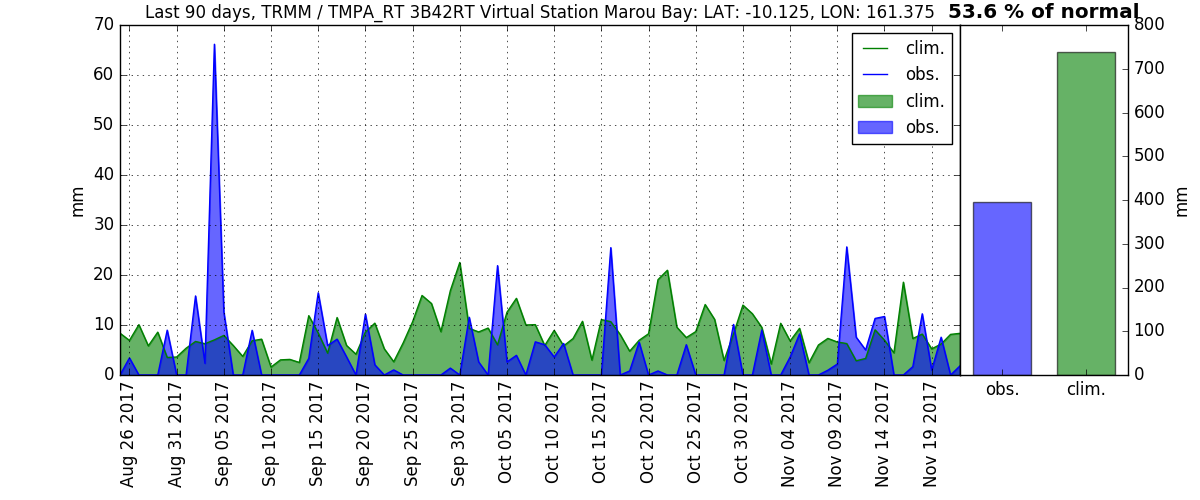 Last 90 days, TRMM / TMPA_RT 3B42RT Virtual Station Marou Bay: LAT: -10.125, LON: 161.375
53.6 % of normal
70
60
50
40
30
20
10
0
mm
clim.
obs.
clim.
obs.
800
700
600
500
400
300
200
100
0
mm
obs.
clim.
Aug 26 2017
Aug 31 2017
Sep 05 2017
Sep 10 2017
Sep 15 2017
Sep 20 2017
Sep 25 2017
Sep 30 2017
Oct 05 2017
Oct 10 2017
Oct 15 2017
Oct 20 2017
Oct 25 2017
Oct 30 2017
Nov 04 2017
Nov 09 2017
Nov 14 2017
Nov 19 2017